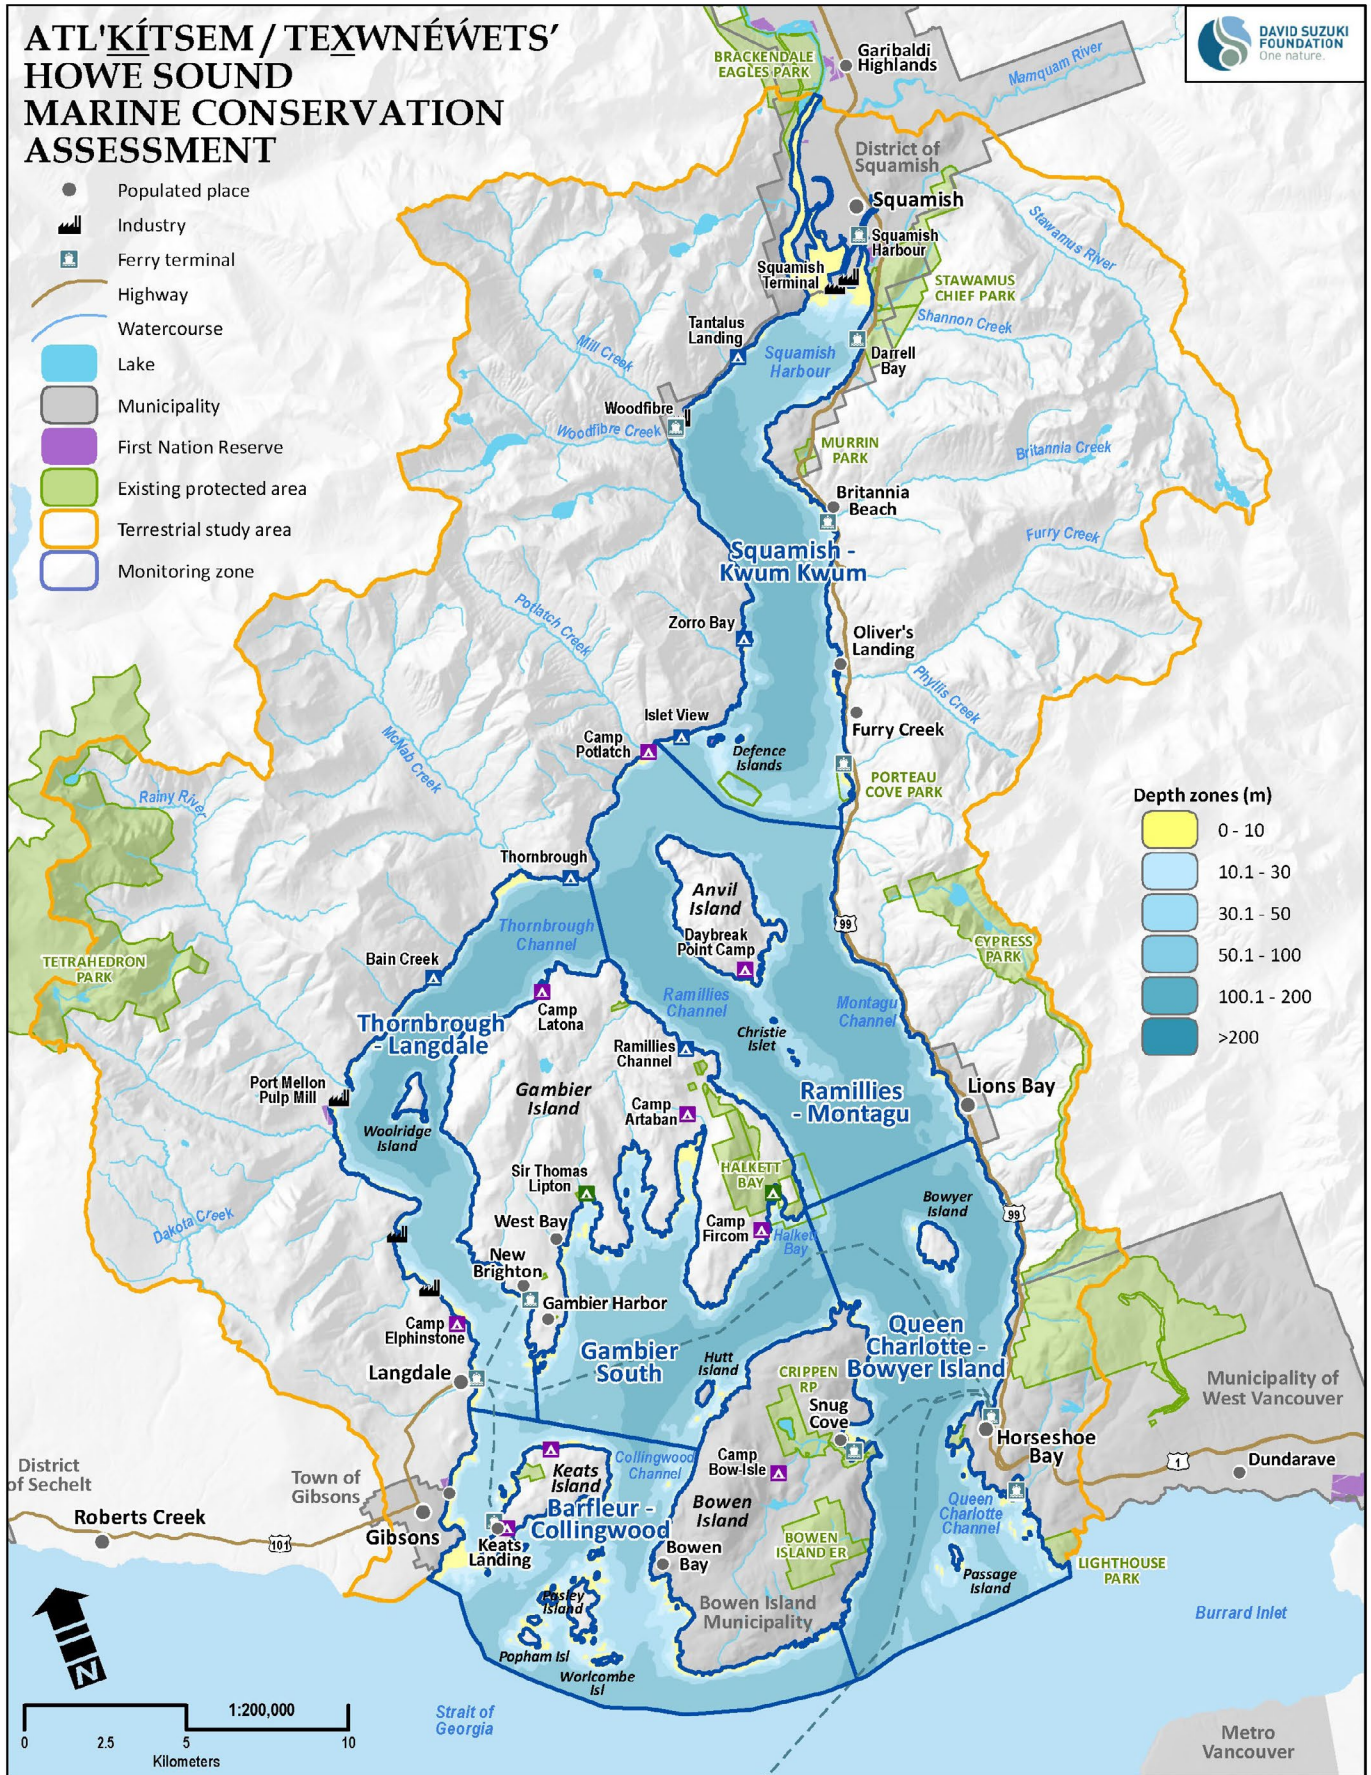 ATL'ḴÍTSEM / TEX̱WNÉW̓ETS'
HOWE SOUND
MARINE CONSERVATION
ASSESSMENT
Populated place
Industry
Ferry terminal
Highway
Watercourse
Lake
Municipality
First Nation Reserve
Existing protected area
Terrestrial study area
Monitoring zone
DAVID SUZUKI
FOUNDATION
One nature.
BRACKENDALE
EAGLES PARK
Garibaldi
Highlands
Mamquam River
District of
Squamish
Squamish
Squamish
Harbour
Stawamus River
Squamish
Terminal
STAWAMUS
CHIEF PARK
Shannon Creek
Tantalus
Landing
Squamish
Harbour
Darrell
Bay
Mill Creek
Woodfibre
Woodfibre Creek
MURRIN
PARK
Britannia Creek
Britannia
Beach
Furry Creek
Squamish -
Kwum Kwum
Potlatch Creek
Zorro Bay
Oliver's
Landing
Phyllis Creek
Islet View
Furry Creek
Camp
Potlatch
Defence
Islands
McNab Creek
PORTEAU
COVE PARK
Rainy River
Depth zones (m)
0 - 10
10.1 - 30
30.1 - 50
50.1 - 100
100.1 - 200
>200
Thornbrough
Anvil
Island
99
Thornbrough
Channel
Daybreak
Point Camp
CYPRESS
PARK
TETRAHEDRON
PARK
Bain Creek
Ramillies
Channel
Montagu
Channel
Camp
Latona
Thornbrough
- Langdale
Christie
Islet
Ramillies
Channel
Port Mellon
Pulp Mill
Gambier
Island
Ramillies
- Montagu
Lions Bay
Camp
Artaban
Woolridge
Island
Sir Thomas
Lipton
HALKETT
BAY
Bowyer
Island
99
Dakota Creek
West Bay
Camp
Fircom
Halkett
Bay
New
Brighton
Gambier Harbor
Camp
Elphinstone
Gambier
South
Queen
Charlotte -
Bowyer Island
Langdale
Hutt
Island
CRIPPEN
RP
Snug
Cove
Municipality of
West Vancouver
Horseshoe
Bay
1
Dundarave
District
of Sechelt
Town of
Gibsons
Collingwood
Channel
Camp
Bow-Isle
Keats
Island
Barfleur -
Collingwood
Bowen
Island
Queen
Charlotte
Channel
Roberts Creek
101
Gibsons
Keats
Landing
Bowen
Bay
BOWEN
ISLAND ER
LIGHTHOUSE
PARK
Passage
Island
Pasley
Island
Bowen Island
Municipality
Burrard Inlet
Popham Isl
Worlcombe
Isl
N
1:200,000
0
2.5
5
10
Kilometers
Strait of
Georgia
Metro
Vancouver